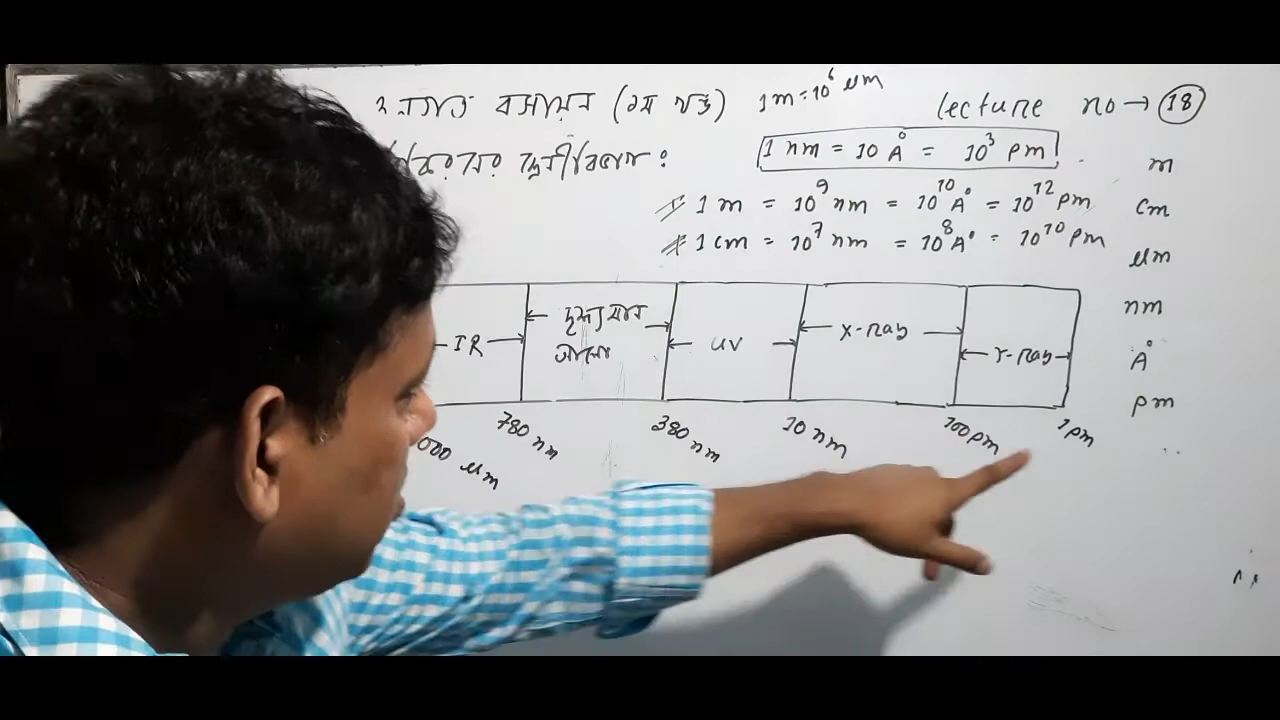 রসায়ন (১ম খন্ড) 1m = 10⁶ μm lecture no → 18
1 nm = 10 Å = 10³ pm
1 m = 10⁹ nm = 10¹⁰ Å = 10¹² pm
1 cm = 10⁷ nm = 10⁸ Å = 10¹⁰ pm
m
cm
μm
nm
Å
pm
IR
দৃশ্যমান
আলো
UV
X-Ray
γ-Ray
000 μm
780 nm
380 nm
10 nm
100 pm
1 pm